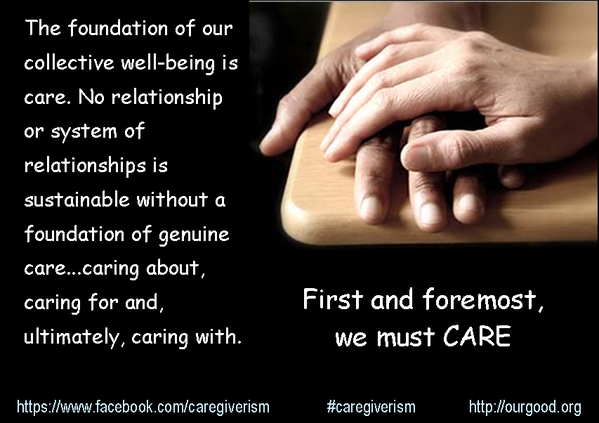 The foundation of our
collective well-being is
care. No relationship
or system of
relationships is
sustainable without a
foundation of genuine
care...caring about,
caring for and,
ultimately, caring with.
First and foremost,
we must CARE
https://www.facebook.com/caregiverism
#caregiverism
http://ourgood.org